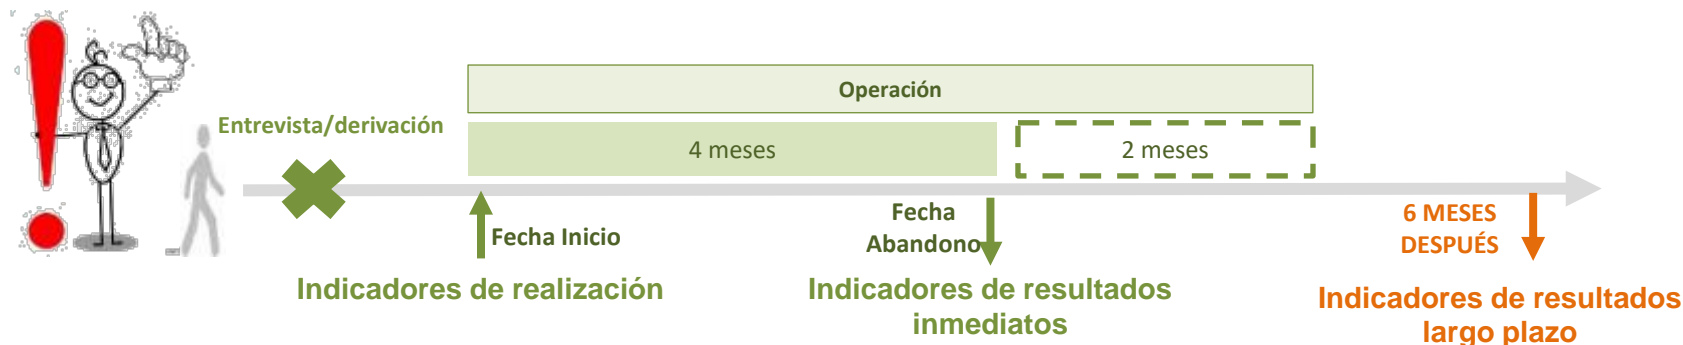 Operación
Entrevista/derivación
4 meses
2 meses
Fecha Inicio
Fecha
Abandono
6 MESES
DESPUÉS
Indicadores de realización
Indicadores de resultados
inmediatos
Indicadores de resultados
largo plazo